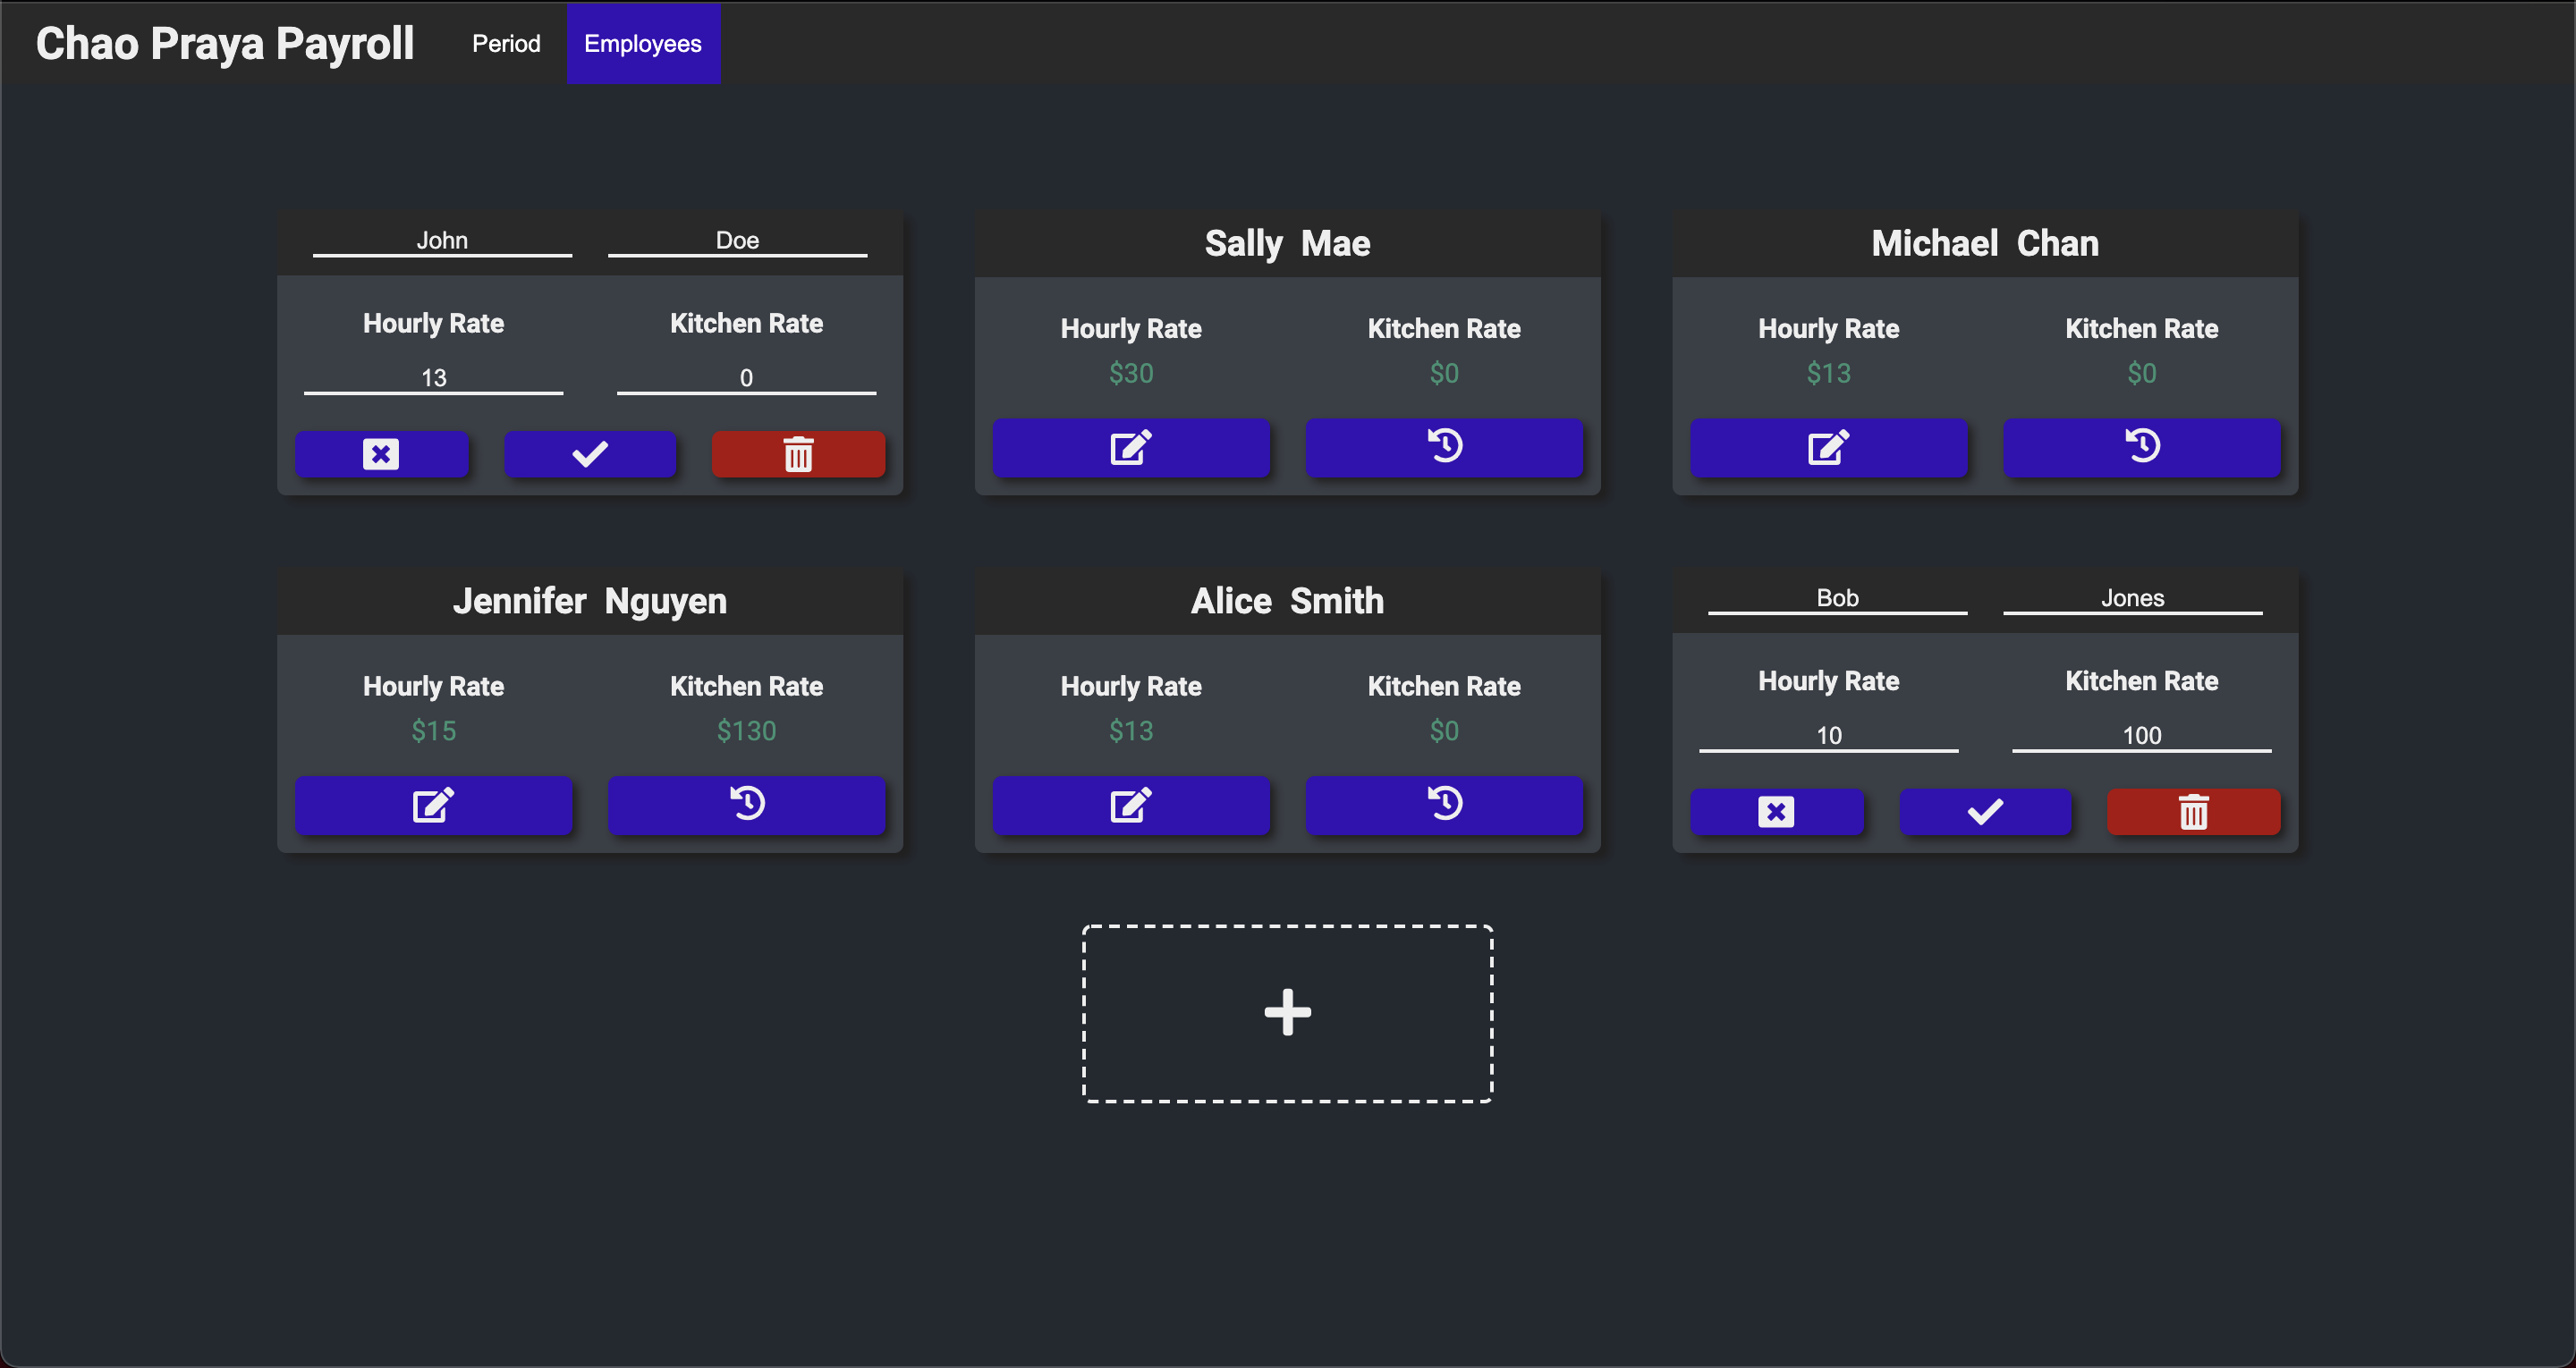 Chao Praya Payroll Period Employees
John Doe
Hourly Rate Kitchen Rate
13 0
Sally Mae
Hourly Rate Kitchen Rate
$30 $0
Michael Chan
Hourly Rate Kitchen Rate
$13 $0
Jennifer Nguyen
Hourly Rate Kitchen Rate
$15 $130
Alice Smith
Hourly Rate Kitchen Rate
$13 $0
Bob Jones
Hourly Rate Kitchen Rate
10 100